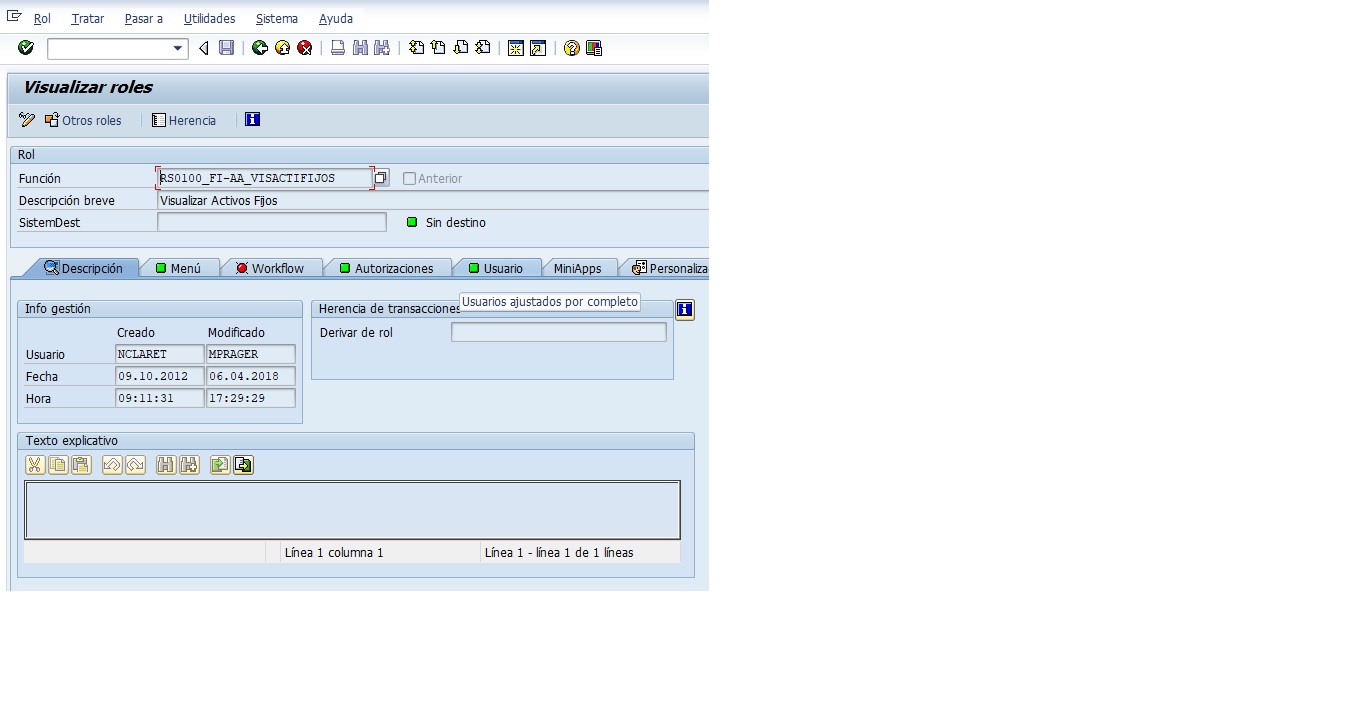 Rol Tratar Pasar a Utilidades Sistema Ayuda
Visualizar roles
Otros roles Herencia
Rol
Función RS0100_FI-AA_VISACTIFIJOS Anterior
Descripción breve Visualizar Activos Fijos
SistemDest Sin destino
Descripción Menú Workflow Autorizaciones Usuario MiniApps Personaliza
Usuarios ajustados por completo
Info gestión Herencia de transacciones
Creado Modificado Derivar de rol
Usuario NCLARET MPRAGER
Fecha 09.10.2012 06.04.2018
Hora 09:11:31 17:29:29
Texto explicativo
Línea 1 columna 1 Línea 1 - línea 1 de 1 líneas